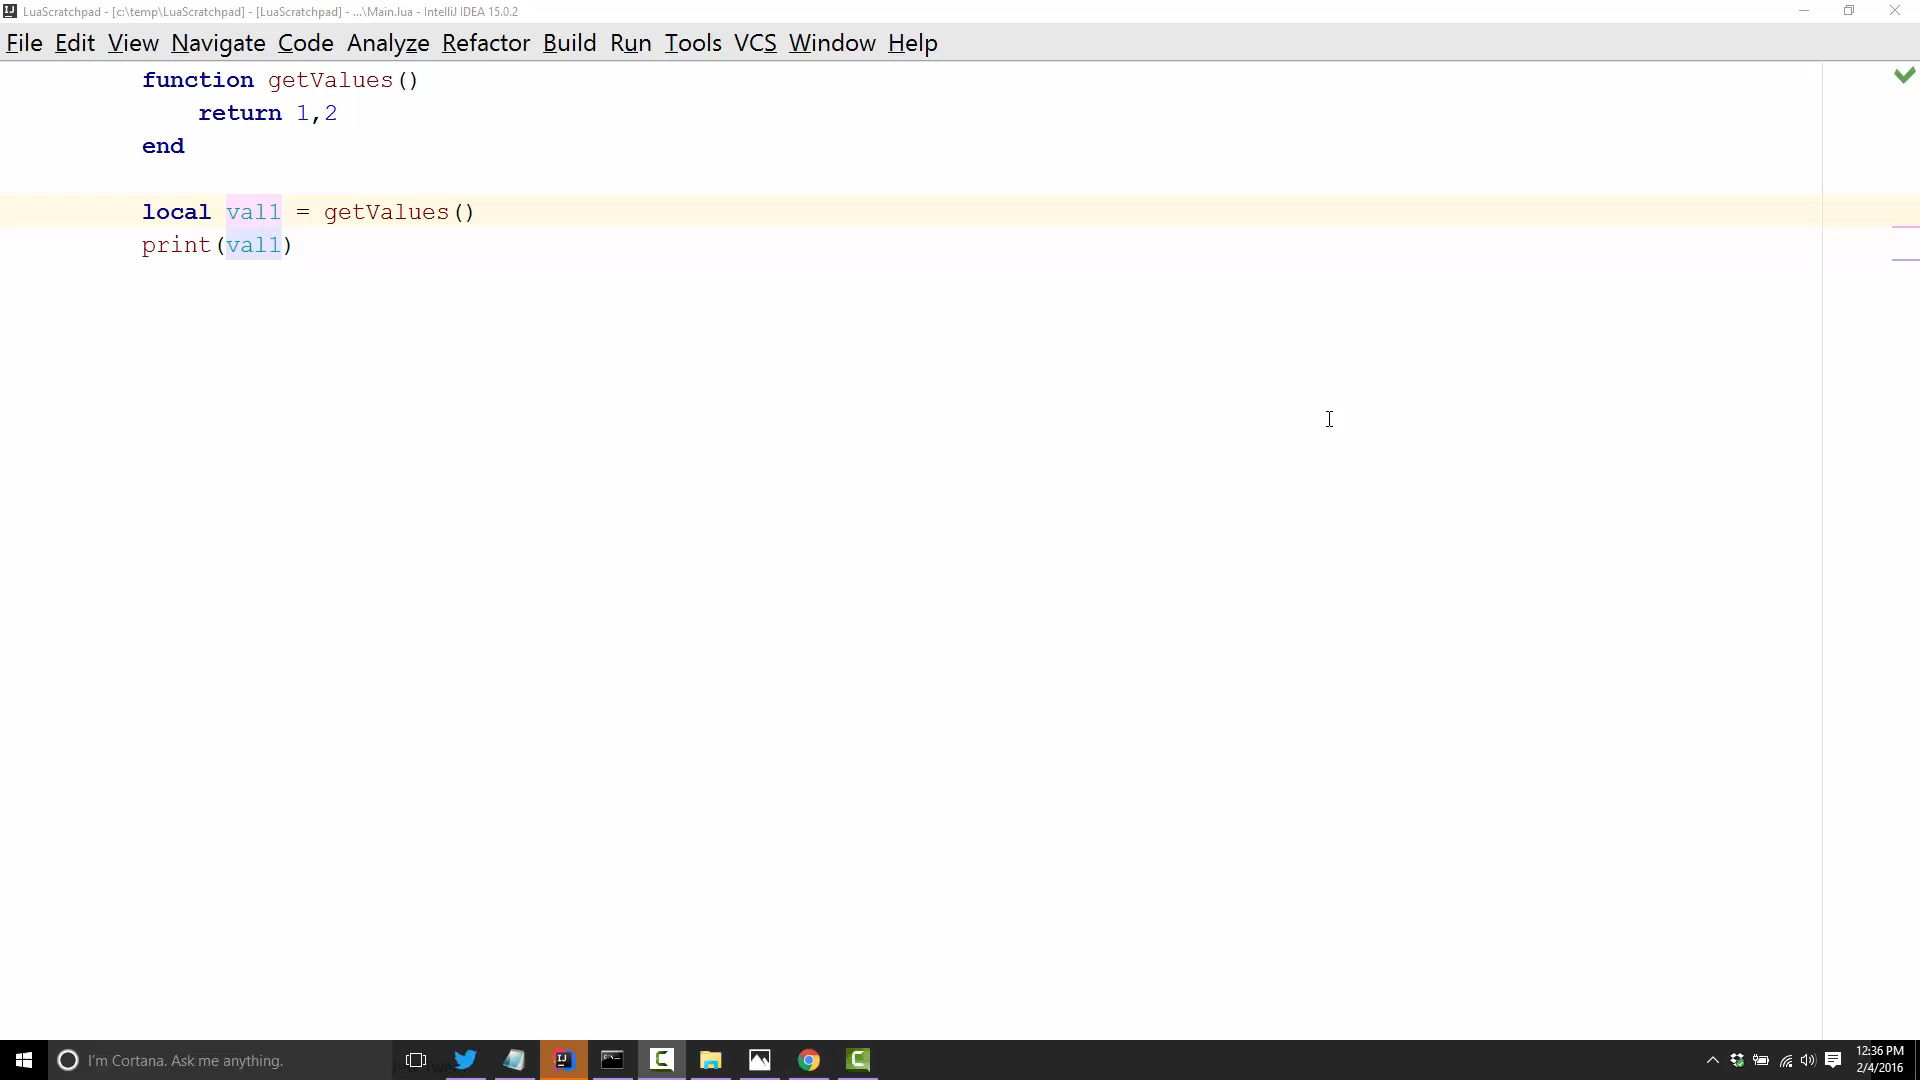 LuaScratchpad - [c:\temp\LuaScratchpad] - [LuaScratchpad] - ...\Main.lua - IntelliJ IDEA 15.0.2
File Edit View Navigate Code Analyze Refactor Build Run Tools VCS Window Help
function getValues()
return 1,2
end
local val1 = getValues()
print(val1)
I'm Cortana. Ask me anything.
12:36 PM
2/4/2016